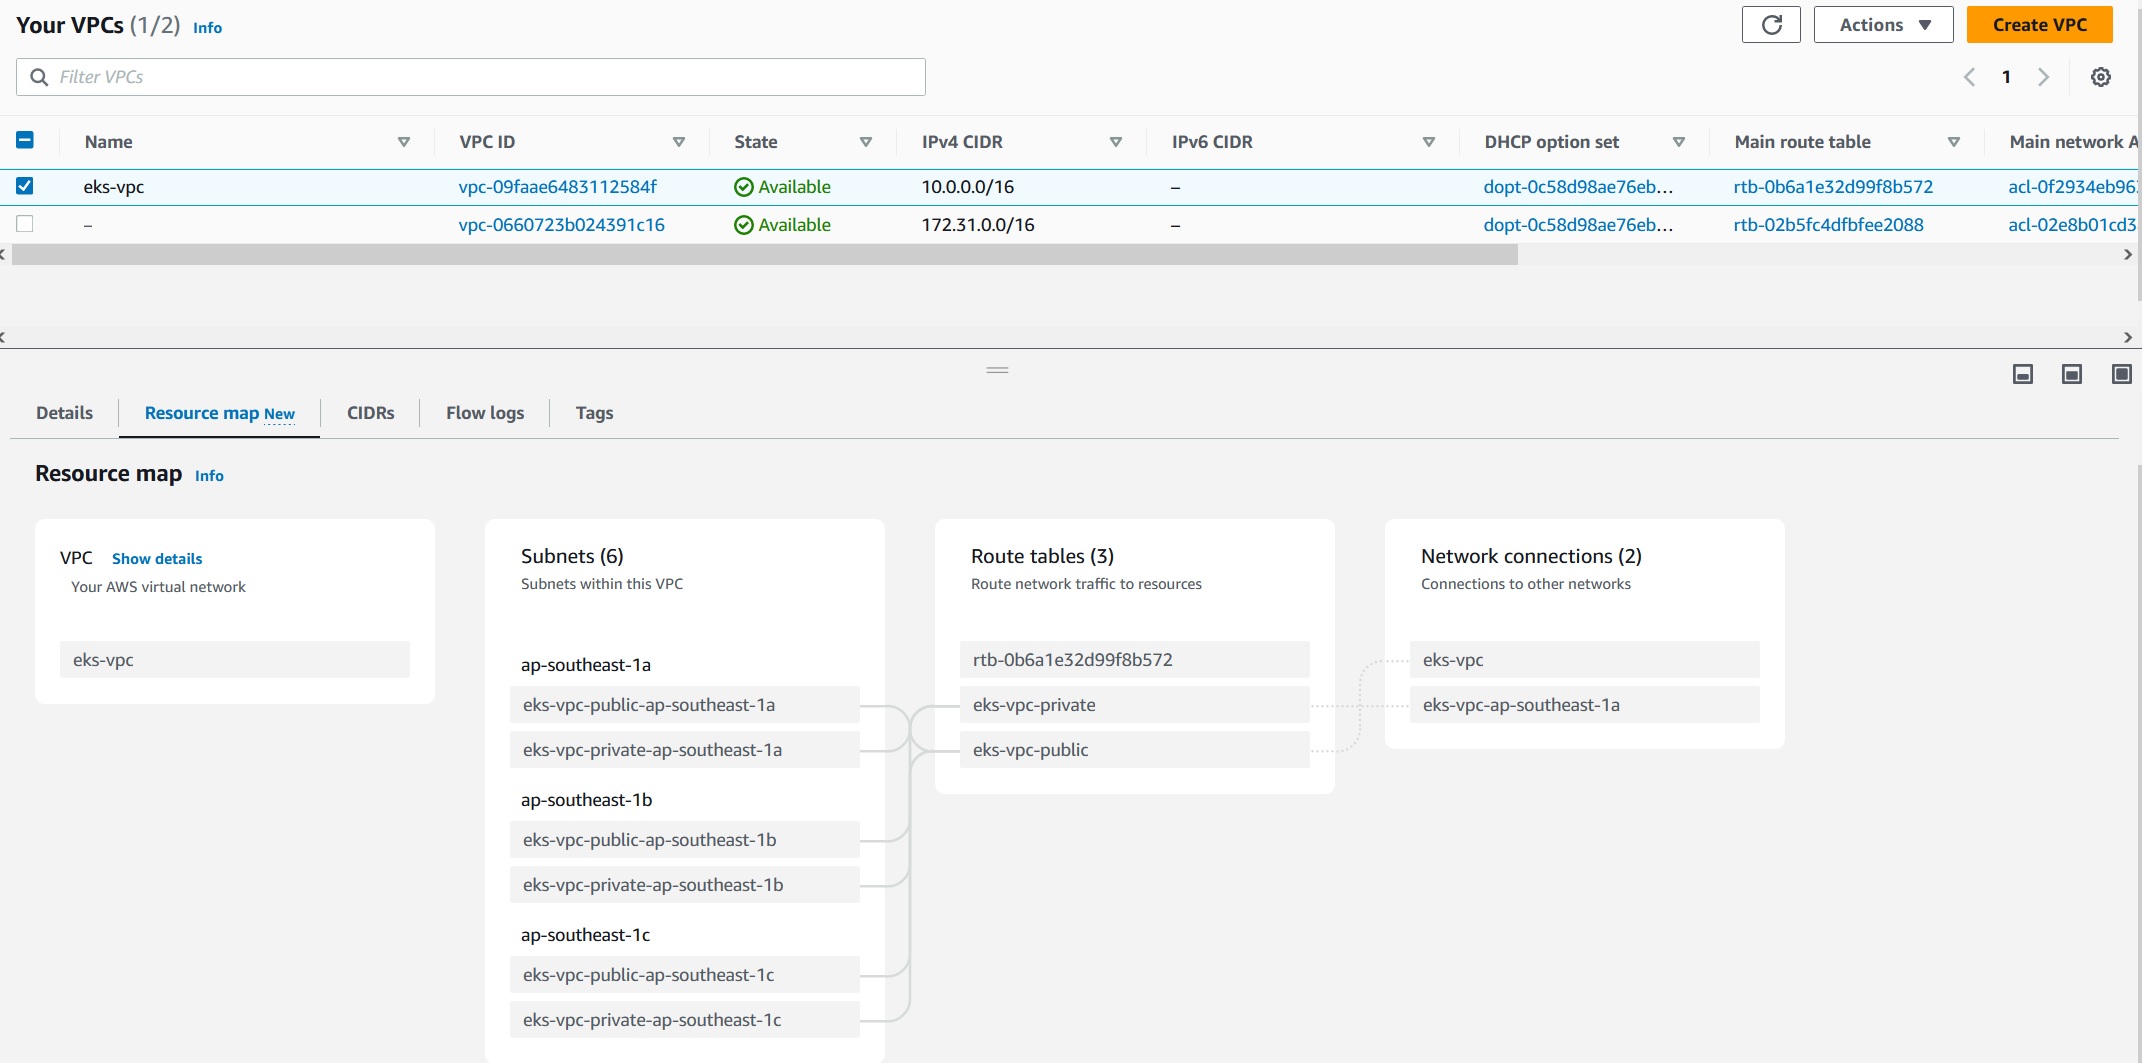 Your VPCs (1/2) Info
Actions
Create VPC
Filter VPCs
1
Name VPC ID State IPv4 CIDR IPv6 CIDR DHCP option set Main route table Main network A
eks-vpc vpc-09faae6483112584f Available 10.0.0.0/16 – dopt-0c58d98ae76eb... rtb-0b6a1e32d99f8b572 acl-0f2934eb96
– vpc-0660723b024391c16 Available 172.31.0.0/16 – dopt-0c58d98ae76eb... rtb-02b5fc4dfbfee2088 acl-02e8b01cd3
Details Resource map New CIDRs Flow logs Tags
Resource map Info
VPC Show details
Your AWS virtual network
eks-vpc
Subnets (6)
Subnets within this VPC
ap-southeast-1a
eks-vpc-public-ap-southeast-1a
eks-vpc-private-ap-southeast-1a
ap-southeast-1b
eks-vpc-public-ap-southeast-1b
eks-vpc-private-ap-southeast-1b
ap-southeast-1c
eks-vpc-public-ap-southeast-1c
eks-vpc-private-ap-southeast-1c
Route tables (3)
Route network traffic to resources
rtb-0b6a1e32d99f8b572
eks-vpc-private
eks-vpc-public
Network connections (2)
Connections to other networks
eks-vpc
eks-vpc-ap-southeast-1a